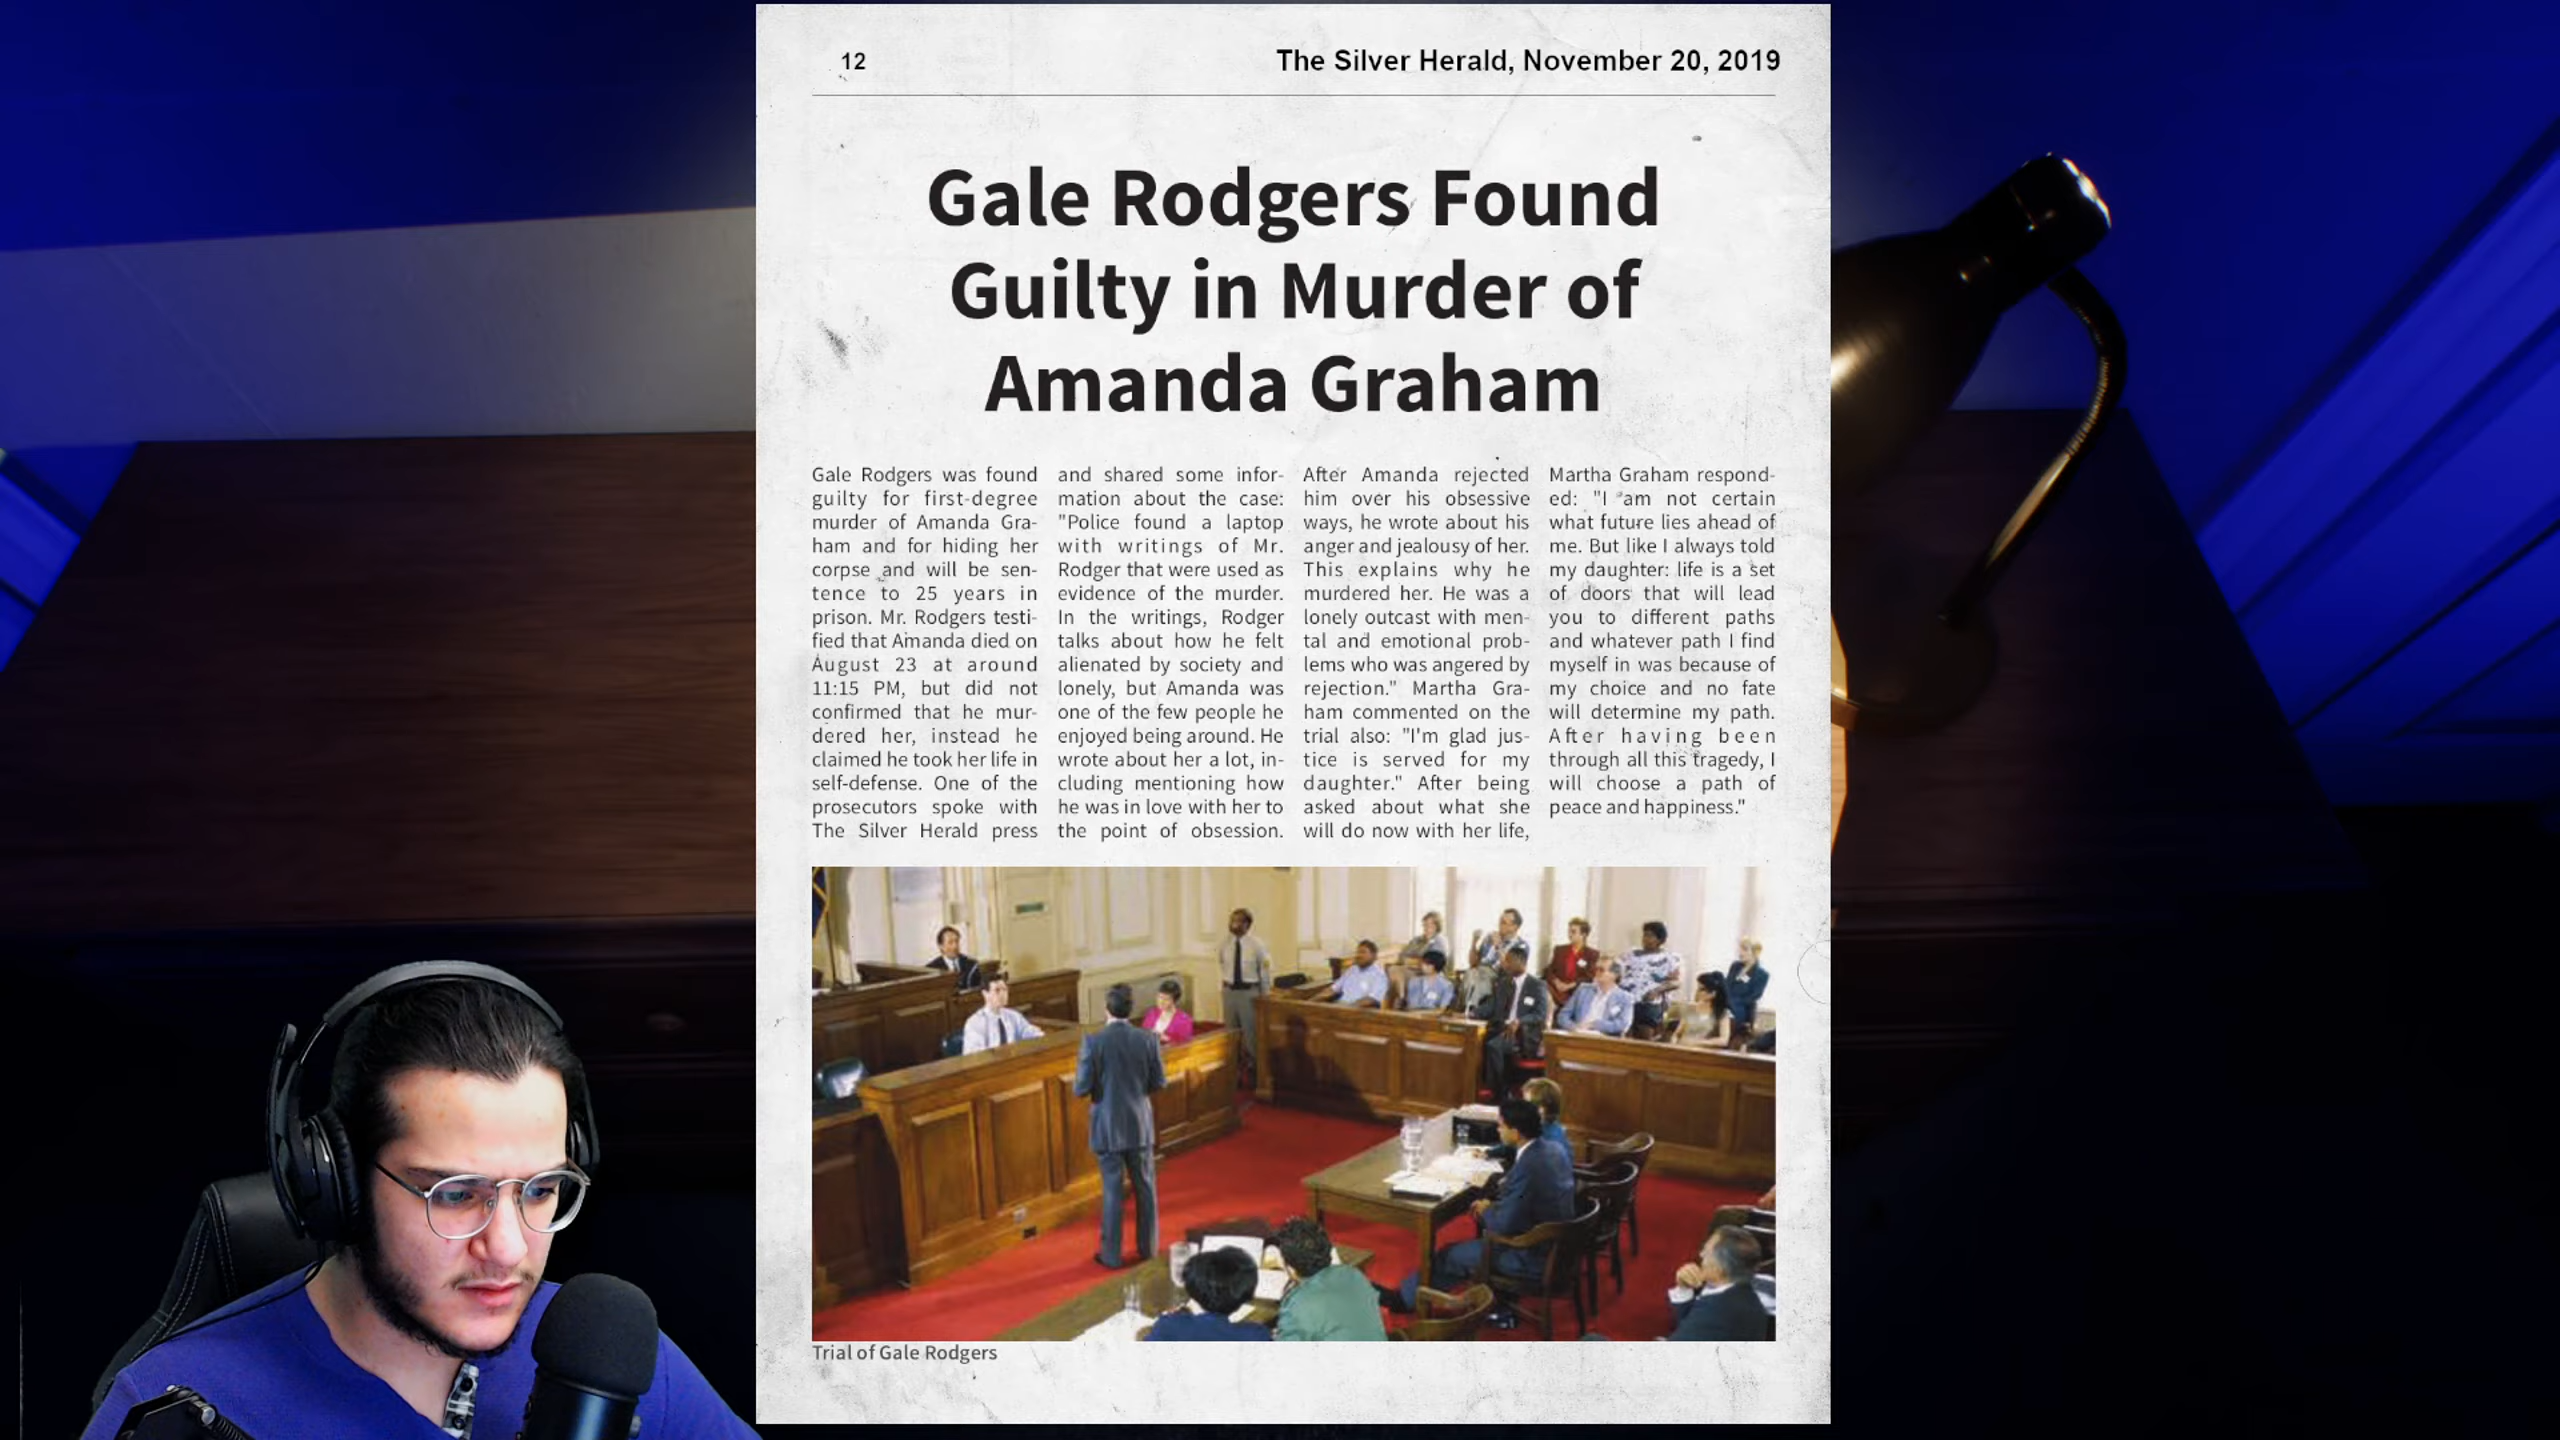 12
The Silver Herald, November 20, 2019
Gale Rodgers Found
Guilty in Murder of
Amanda Graham
Gale Rodgers was found
guilty for first-degree
murder of Amanda Gra-
ham and for hiding her
corpse and will be sen-
tence to 25 years in
prison. Mr. Rodgers testi-
fied that Amanda died on
August 23 at around
11:15 PM, but did not
confirmed that he mur-
dered her, instead he
claimed he took her life in
self-defense. One of the
prosecutors spoke with
The Silver Herald press
and shared some infor-
mation about the case:
"Police found a laptop
with writings of Mr.
Rodger that were used as
evidence of the murder.
In the writings, Rodger
talks about how he felt
alienated by society and
lonely, but Amanda was
one of the few people he
enjoyed being around. He
wrote about her a lot, in-
cluding mentioning how
he was in love with her to
the point of obsession.
After Amanda rejected
him over his obsessive
ways, he wrote about his
anger and jealousy of her.
This explains why he
murdered her. He was a
lonely outcast with men-
tal and emotional prob-
lems who was angered by
rejection." Martha Gra-
ham commented on the
trial also: "I'm glad jus-
tice is served for my
daughter." After being
asked about what she
will do now with her life,
Martha Graham respond-
ed: "I am not certain
what future lies ahead of
me. But like I always told
my daughter: life is a set
of doors that will lead
you to different paths
and whatever path I find
myself in was because of
my choice and no fate
will determine my path.
After having been
through all this tragedy, I
will choose a path of
peace and happiness."
Trial of Gale Rodgers